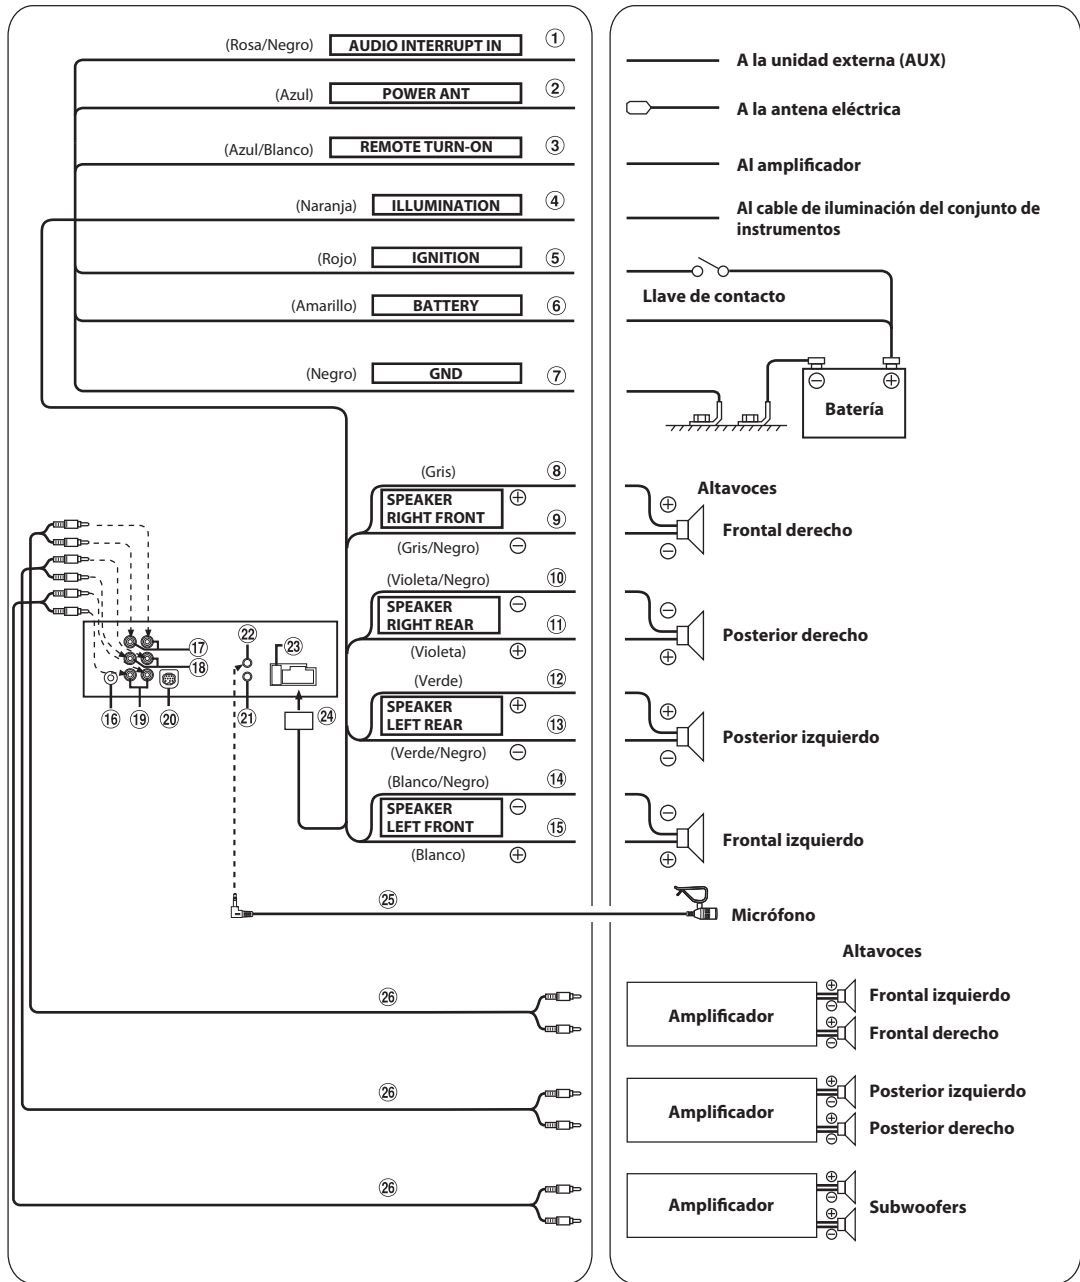 (Rosa/Negro) AUDIO INTERRUPT IN ①
A la unidad externa (AUX)
(Azul) POWER ANT ②
A la antena eléctrica
(Azul/Blanco) REMOTE TURN-ON ③
Al amplificador
(Naranja) ILLUMINATION ④
Al cable de iluminación del conjunto de
instrumentos
(Rojo) IGNITION ⑤
Llave de contacto
(Amarillo) BATTERY ⑥
(Negro) GND ⑦
⊖ ⊕
Batería
(Gris) ⑧
Altavoces
SPEAKER ⊕
RIGHT FRONT ⑨
(Gris/Negro) ⊖
⊕
Frontal derecho
⊖
(Violeta/Negro) ⑩
SPEAKER ⊖
RIGHT REAR ⑪
(Violeta) ⊕
⊖
Posterior derecho
⊕
(Verde) ⑫
SPEAKER ⊕
LEFT REAR ⑬
(Verde/Negro) ⊖
⊕
Posterior izquierdo
⊖
(Blanco/Negro) ⑭
SPEAKER ⊖
LEFT FRONT ⑮
(Blanco) ⊕
⊖
Frontal izquierdo
⊕
⑰ ㉒ ㉓
⑱
⑯ ⑲ ⑳ ㉑ ㉔
㉕
Micrófono
Altavoces
㉖
Amplificador
⊕
⊖
Frontal izquierdo
⊕
⊖
Frontal derecho
㉖
Amplificador
⊕
⊖
Posterior izquierdo
⊕
⊖
Posterior derecho
㉖
Amplificador
⊕
⊖
⊕
⊖
Subwoofers